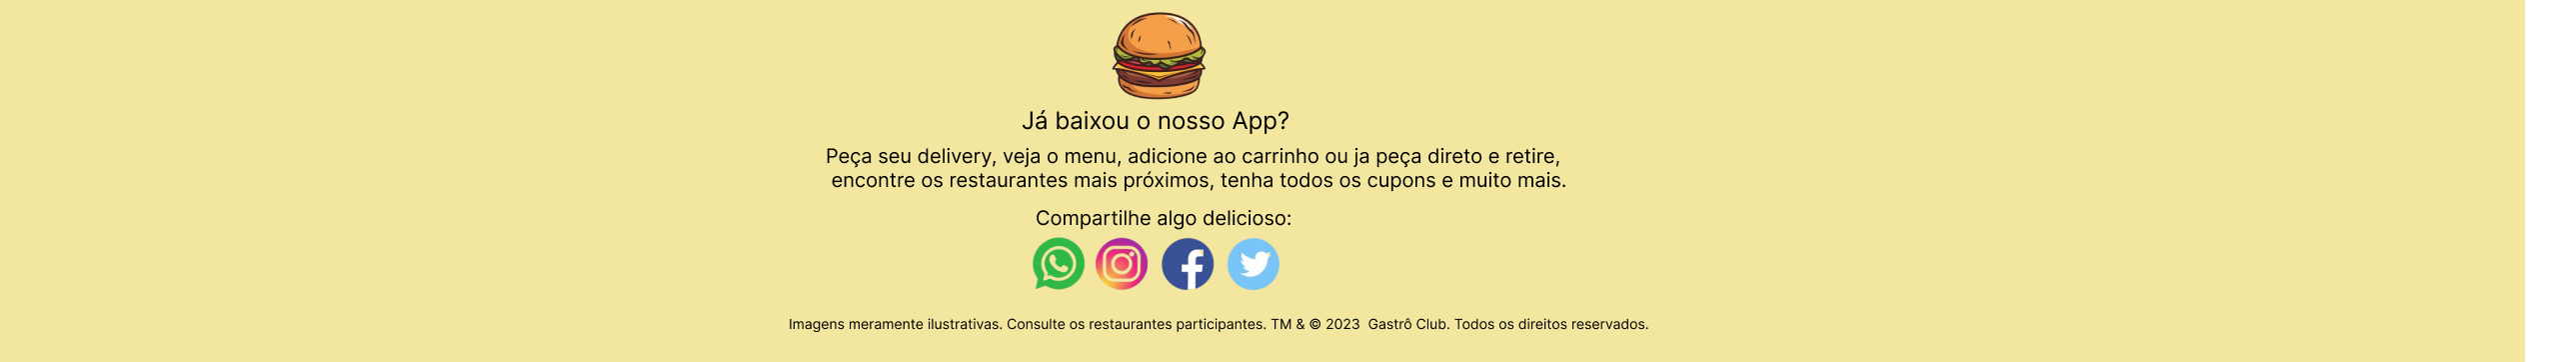 Já baixou o nosso App?
Peça seu delivery, veja o menu, adicione ao carrinho ou ja peça direto e retire,
encontre os restaurantes mais próximos, tenha todos os cupons e muito mais.
Compartilhe algo delicioso:
Imagens meramente ilustrativas. Consulte os restaurantes participantes. TM & © 2023 Gastrô Club. Todos os direitos reservados.